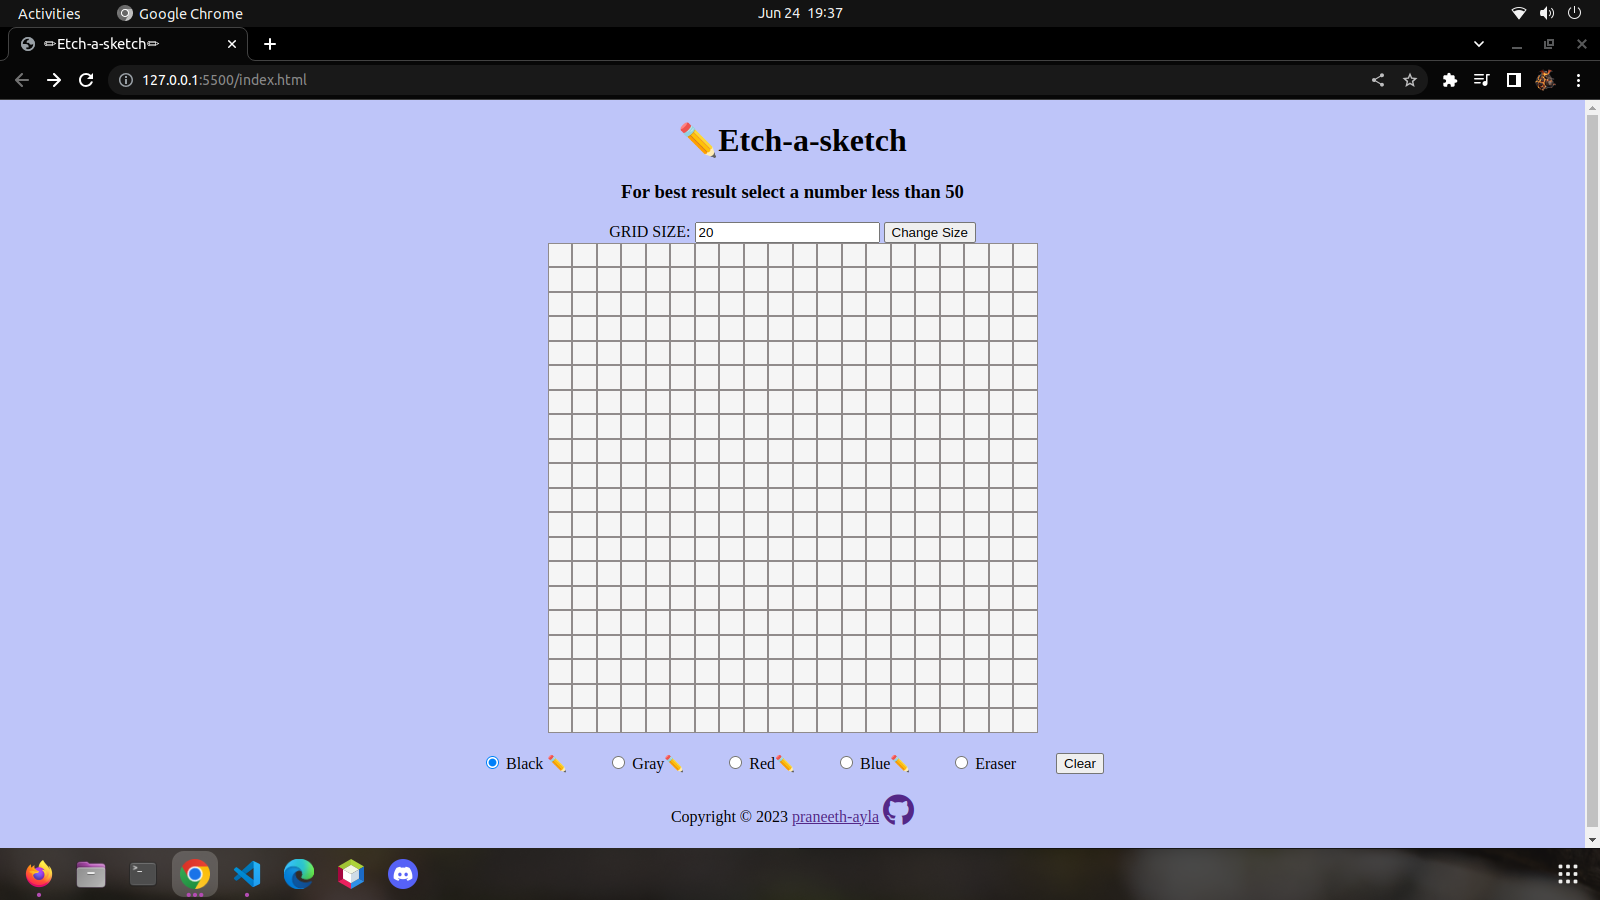 Activities Google Chrome Jun 24 19:37
✏Etch-a-sketch✏
127.0.0.1:5500/index.html
✏️Etch-a-sketch
For best result select a number less than 50
GRID SIZE: 20 Change Size
Black ✏️ Gray✏️ Red✏️ Blue✏️ Eraser Clear
Copyright © 2023 praneeth-ayla